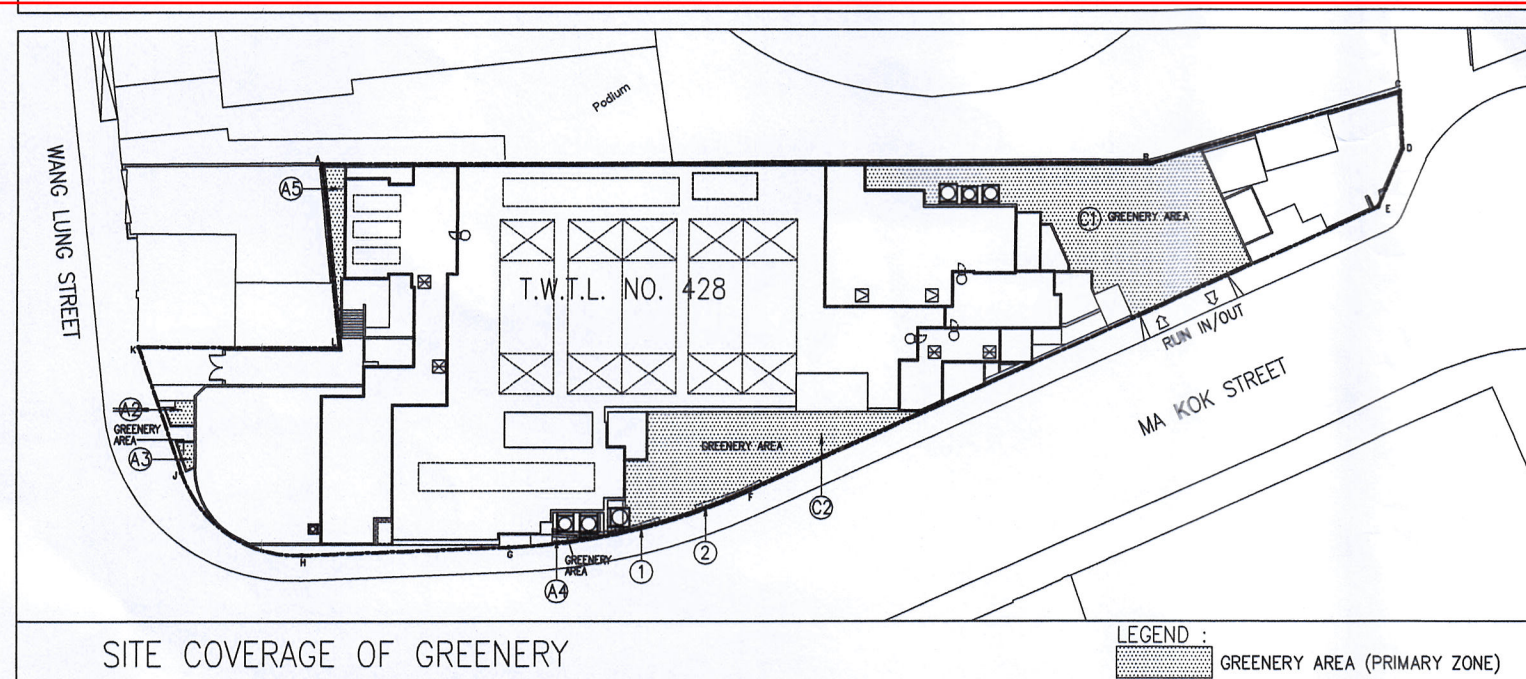 Podium
WANG LUNG STREET
A
B
C
D
A5
C1
GREENERY AREA
E
T.W.T.L. NO. 428
RUN IN/OUT
K
L
MA KOK STREET
A2
GREENERY
AREA
A3
J
GREENERY AREA
F
C2
2
1
G
H
GREENERY
AREA
A4
SITE COVERAGE OF GREENERY
LEGEND :
GREENERY AREA (PRIMARY ZONE)